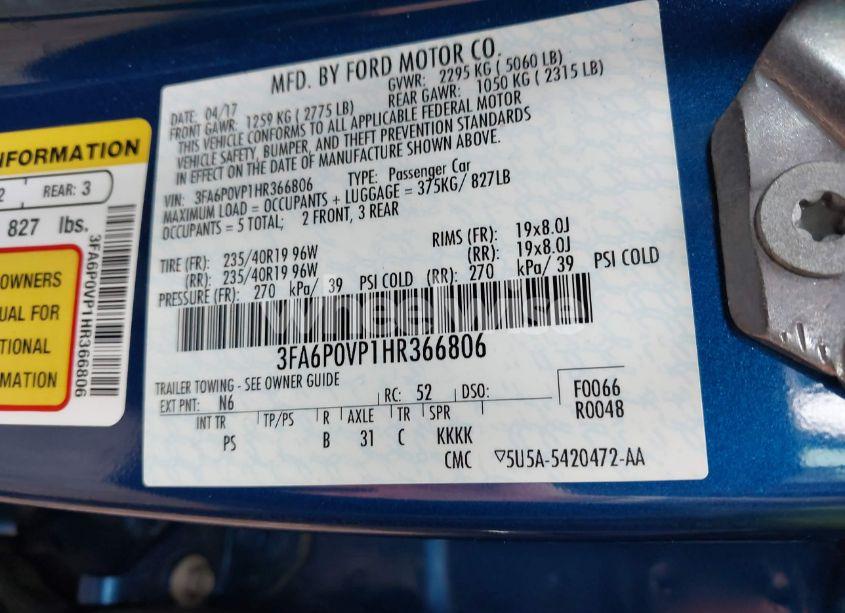 MFD. BY FORD MOTOR CO.
DATE: 04/17 GVWR: 2295 KG ( 5060 LB)
FRONT GAWR: 1259 KG ( 2775 LB) REAR GAWR: 1050 KG ( 2315 LB)
THIS VEHICLE CONFORMS TO ALL APPLICABLE FEDERAL MOTOR
VEHICLE SAFETY, BUMPER, AND THEFT PREVENTION STANDARDS
IN EFFECT ON THE DATE OF MANUFACTURE SHOWN ABOVE.
VIN: 3FA6P0VP1HR366806 TYPE: Passenger Car
MAXIMUM LOAD = OCCUPANTS + LUGGAGE = 375KG/ 827LB
OCCUPANTS = 5 TOTAL; 2 FRONT, 3 REAR
TIRE (FR): 235/40R19 96W RIMS (FR): 19x8.0J
(RR): 235/40R19 96W (RR): 19x8.0J
PRESSURE (FR): 270 kPa/ 39 PSI COLD (RR): 270 kPa/ 39 PSI COLD
3FA6P0VP1HR366806
TRAILER TOWING - SEE OWNER GUIDE
EXT PNT: N6 RC: 52 DSO: F0066
R0048
INT TR TP/PS R AXLE TR SPR
PS B 31 C KKKK
CMC ▽5U5A-5420472-AA
NFORMATION
2 REAR: 3
827 lbs.
OWNERS
UAL FOR
TIONAL
RMATION
3FA6P0VP1HR366806
Wheelwise